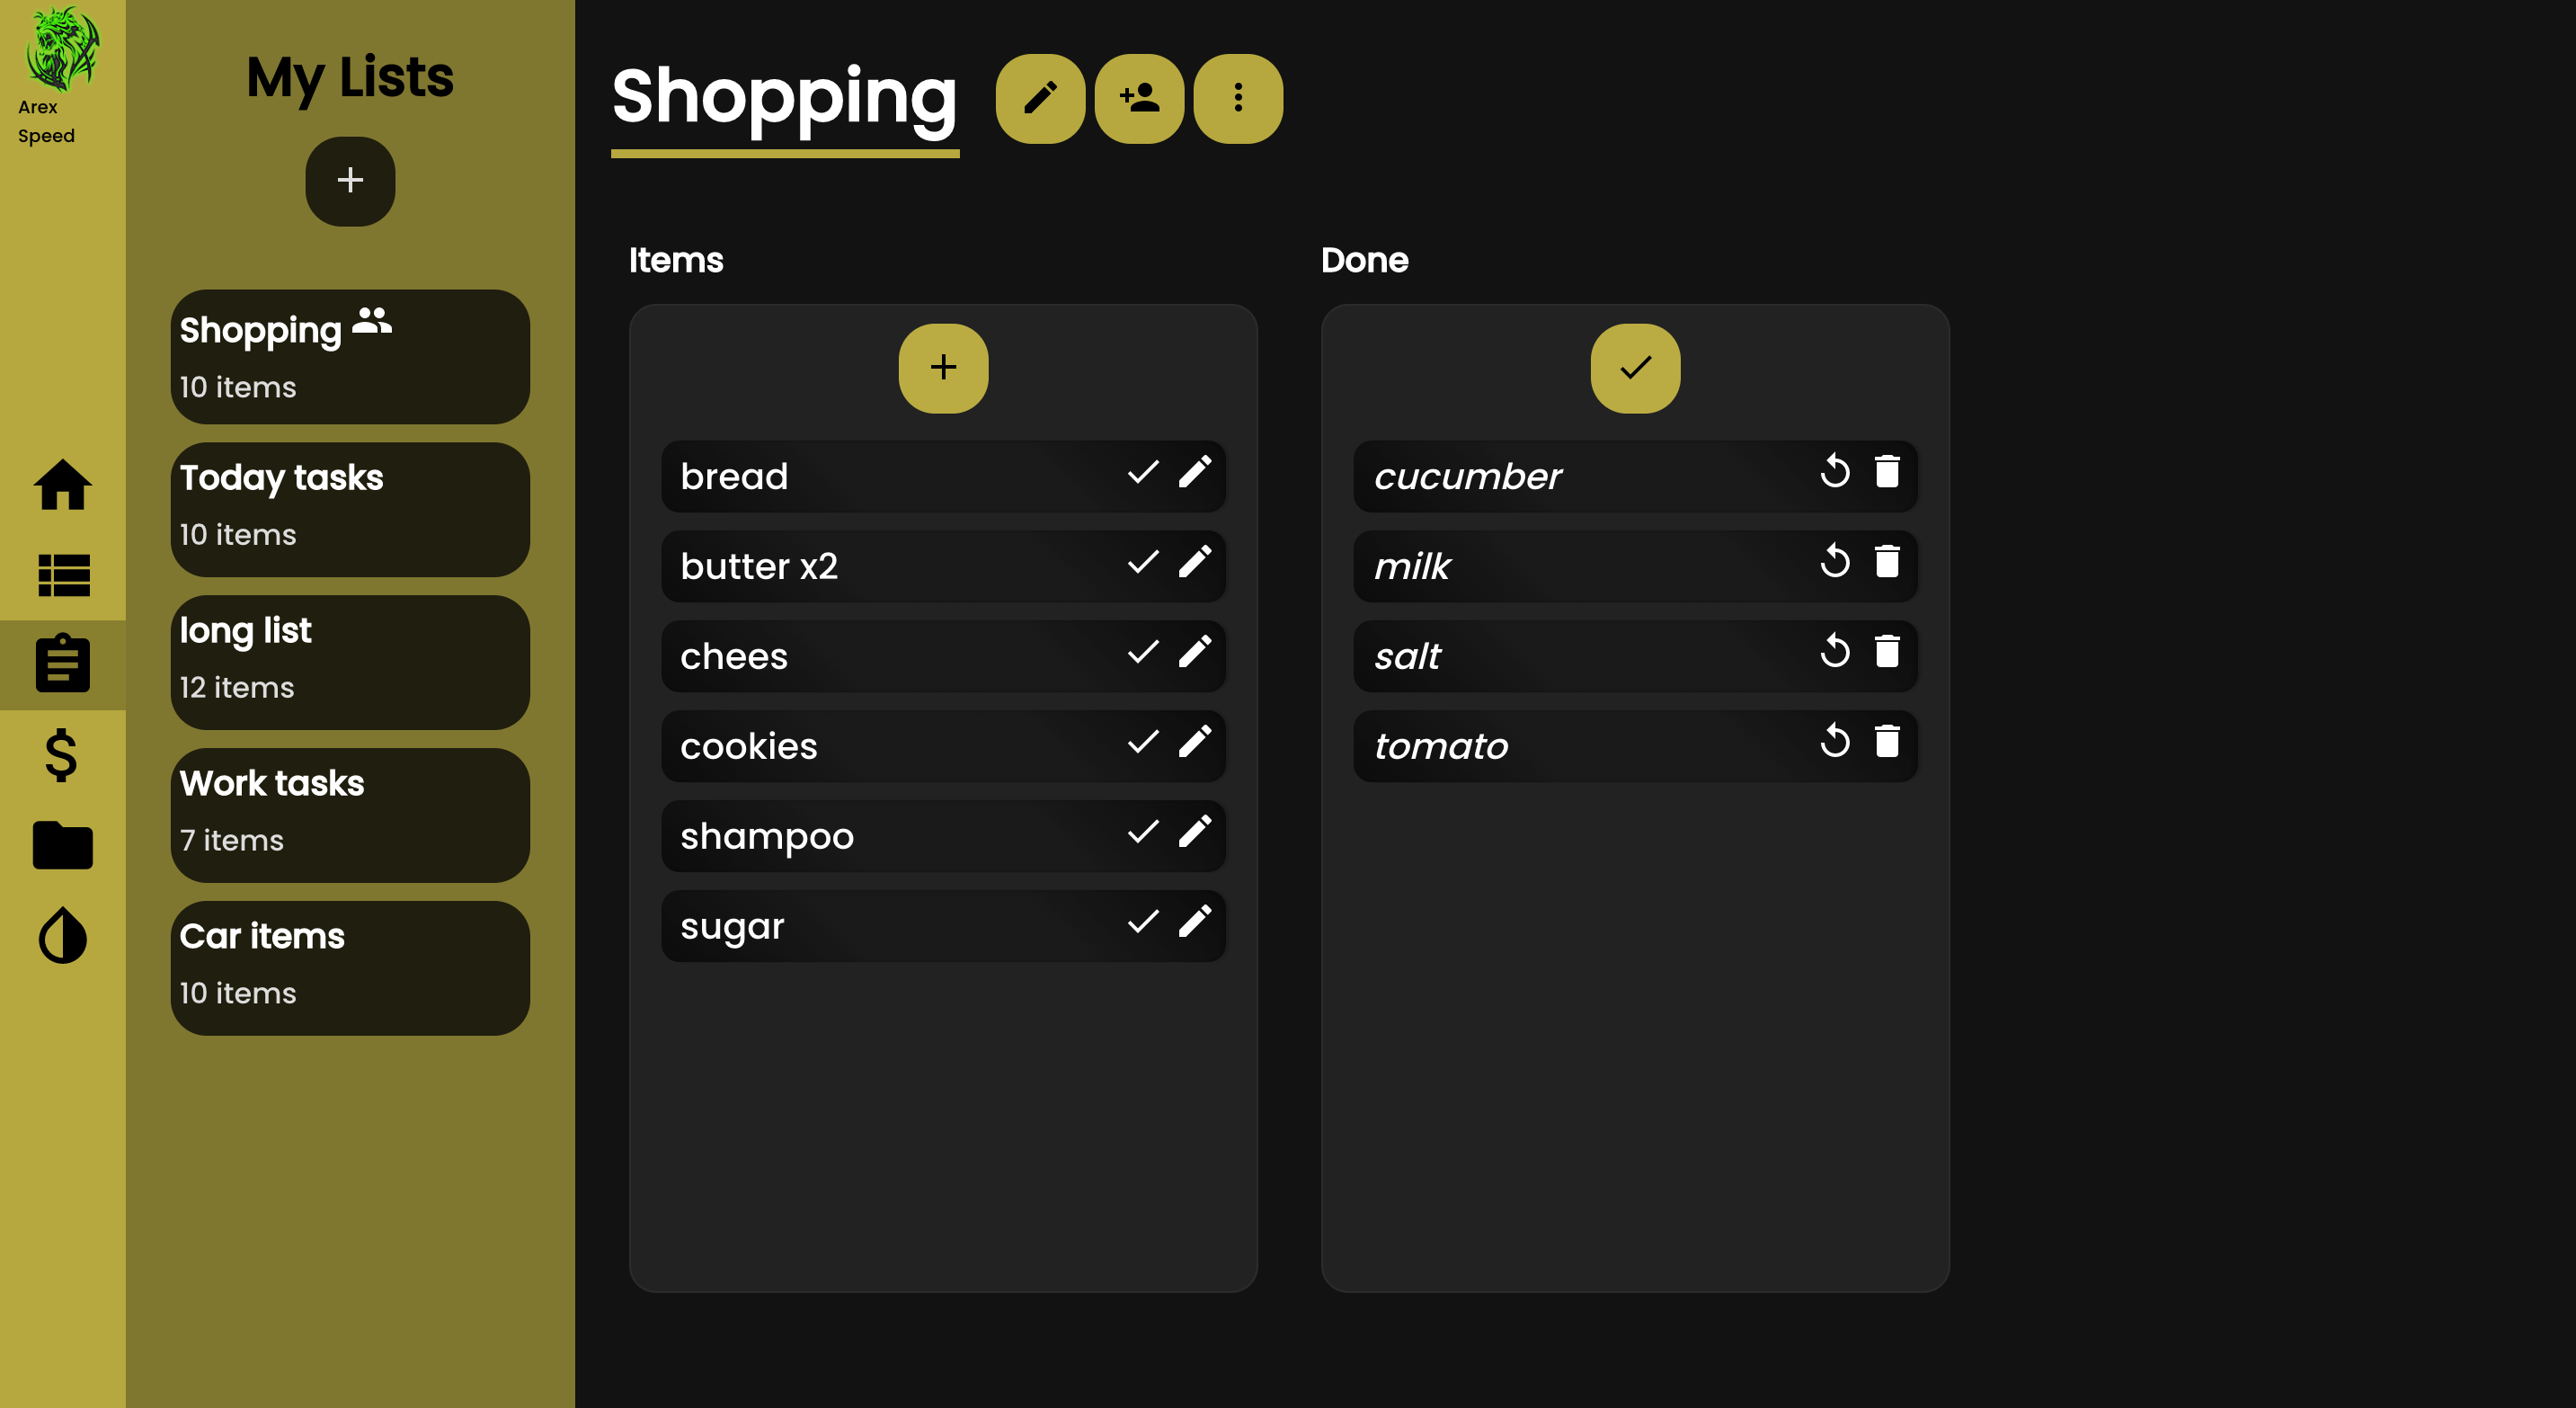 Arex
Speed
My Lists
Shopping
10 items
Today tasks
10 items
long list
12 items
Work tasks
7 items
Car items
10 items
Shopping
Items
bread
butter x2
chees
cookies
shampoo
sugar
Done
cucumber
milk
salt
tomato